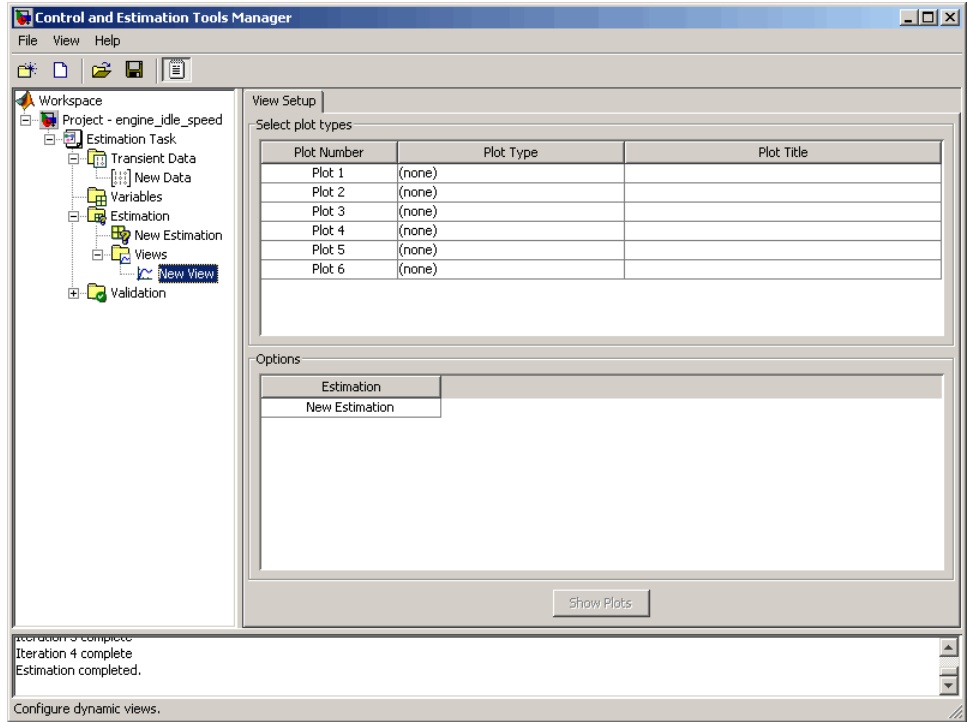 Control and Estimation Tools Manager
File View Help
Workspace
Project - engine_idle_speed
Estimation Task
Transient Data
New Data
Variables
Estimation
New Estimation
Views
New View
Validation
View Setup
Select plot types
Plot Number Plot Type Plot Title
Plot 1 (none)
Plot 2 (none)
Plot 3 (none)
Plot 4 (none)
Plot 5 (none)
Plot 6 (none)
Options
Estimation
New Estimation
Show Plots
Iteration 3 complete
Iteration 4 complete
Estimation completed.
Configure dynamic views.